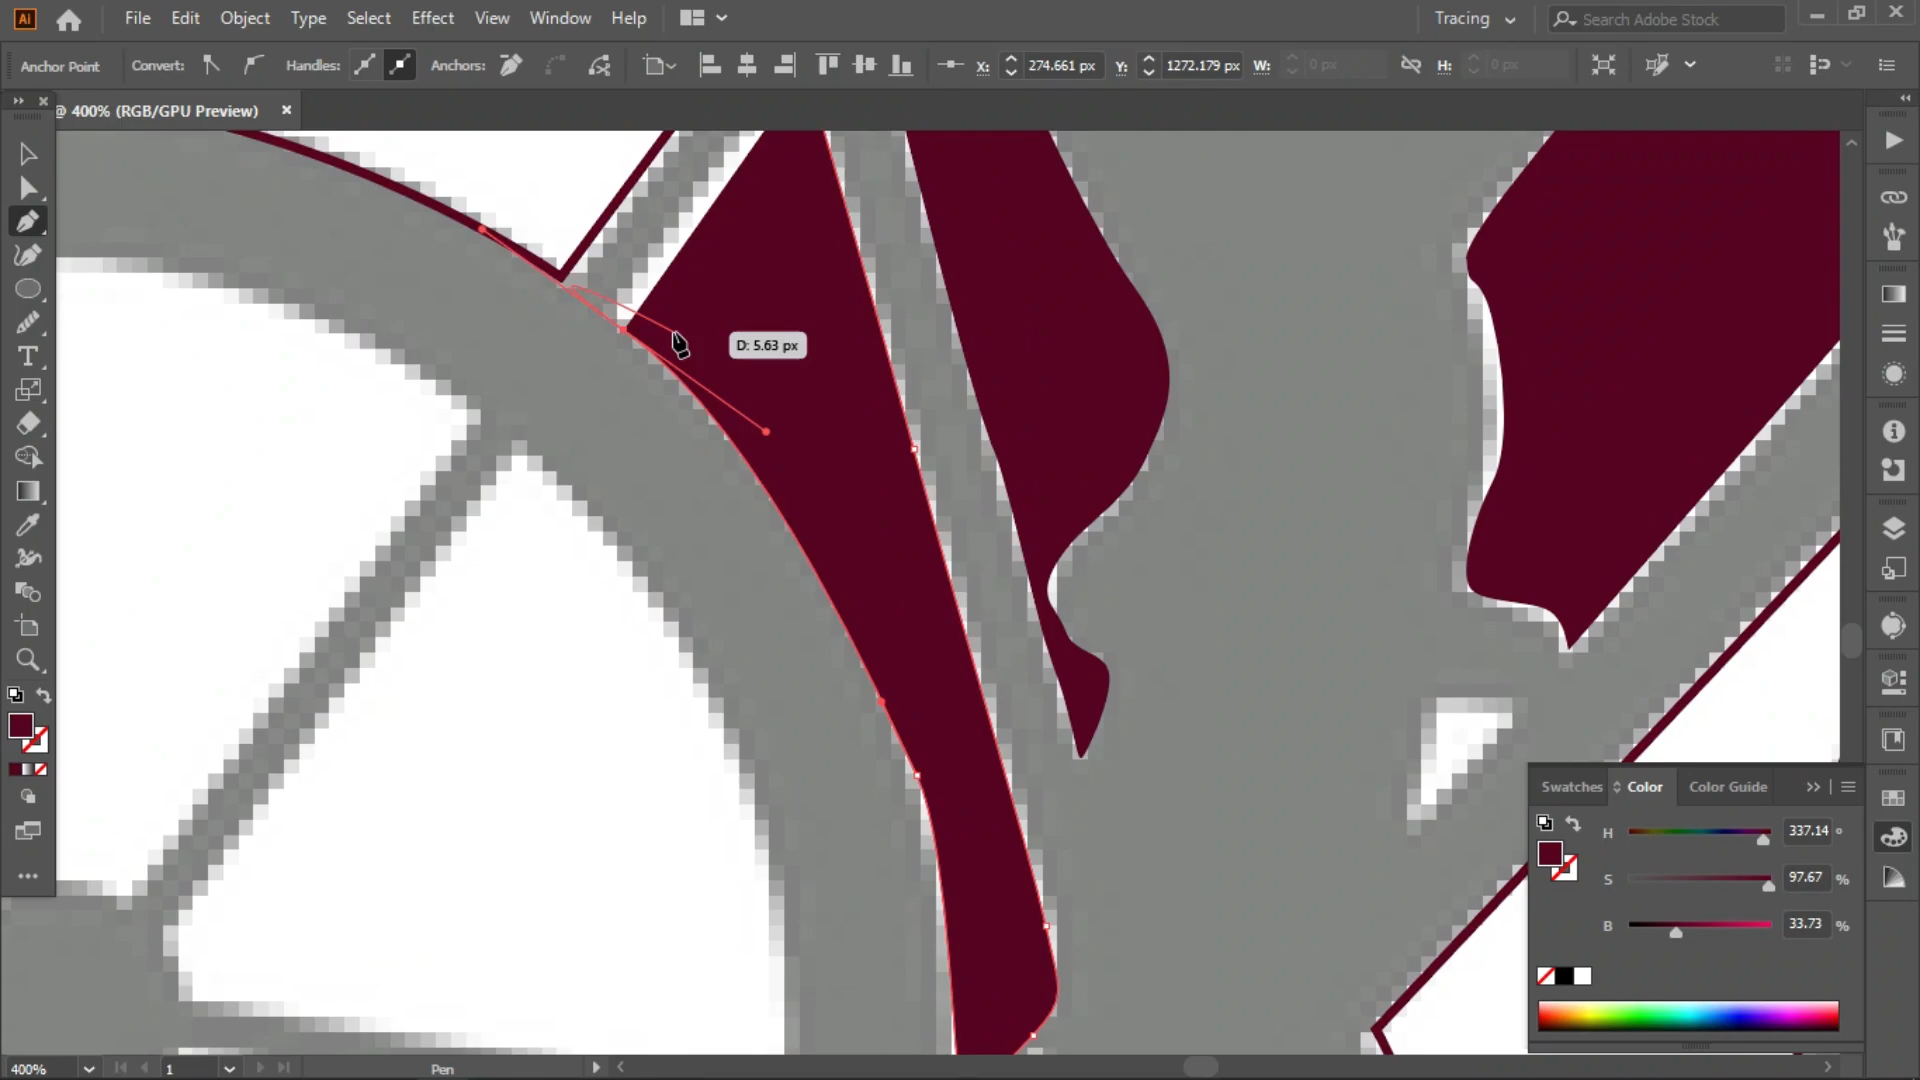 Ai File Edit Object Type Select Effect View Window Help Tracing Search Adobe Stock
Anchor Point Convert: Handles: Anchors: X: 274.661 px Y: 1272.179 px W: 0 px H: 0 px
@ 400% (RGB/GPU Preview)
D: 5.63 px
Swatches Color Color Guide
H 337.14 °
S 97.67 %
B 33.73 %
400% 1 Pen